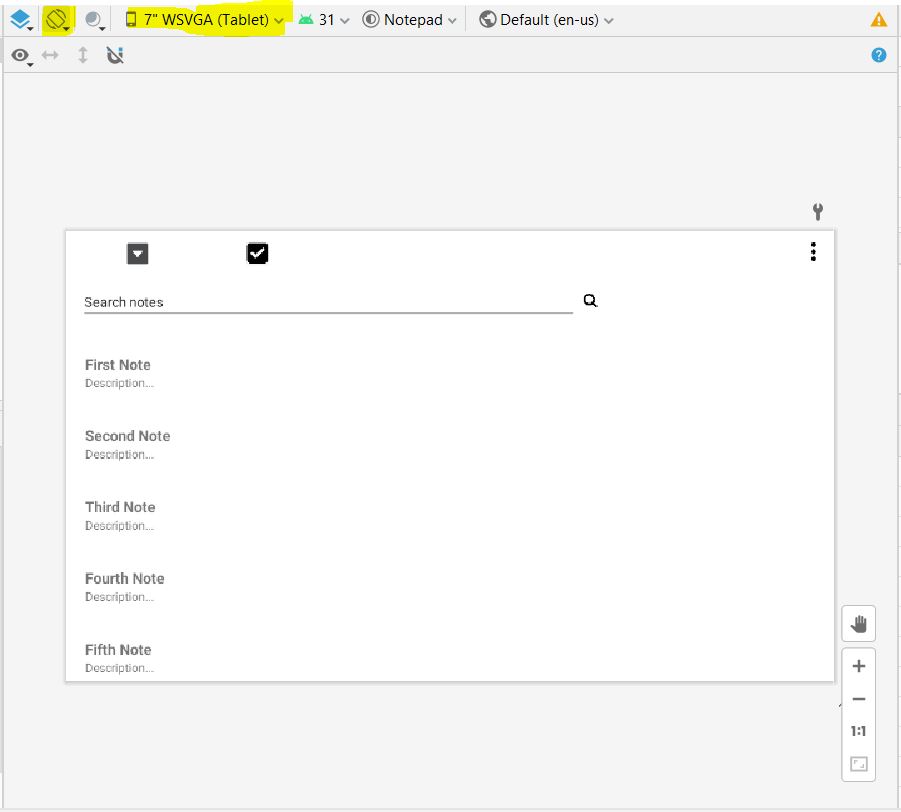 7" WSVGA (Tablet) 31 Notepad Default (en-us)
?
Search notes
First Note
Description...
Second Note
Description...
Third Note
Description...
Fourth Note
Description...
Fifth Note
Description...
1:1